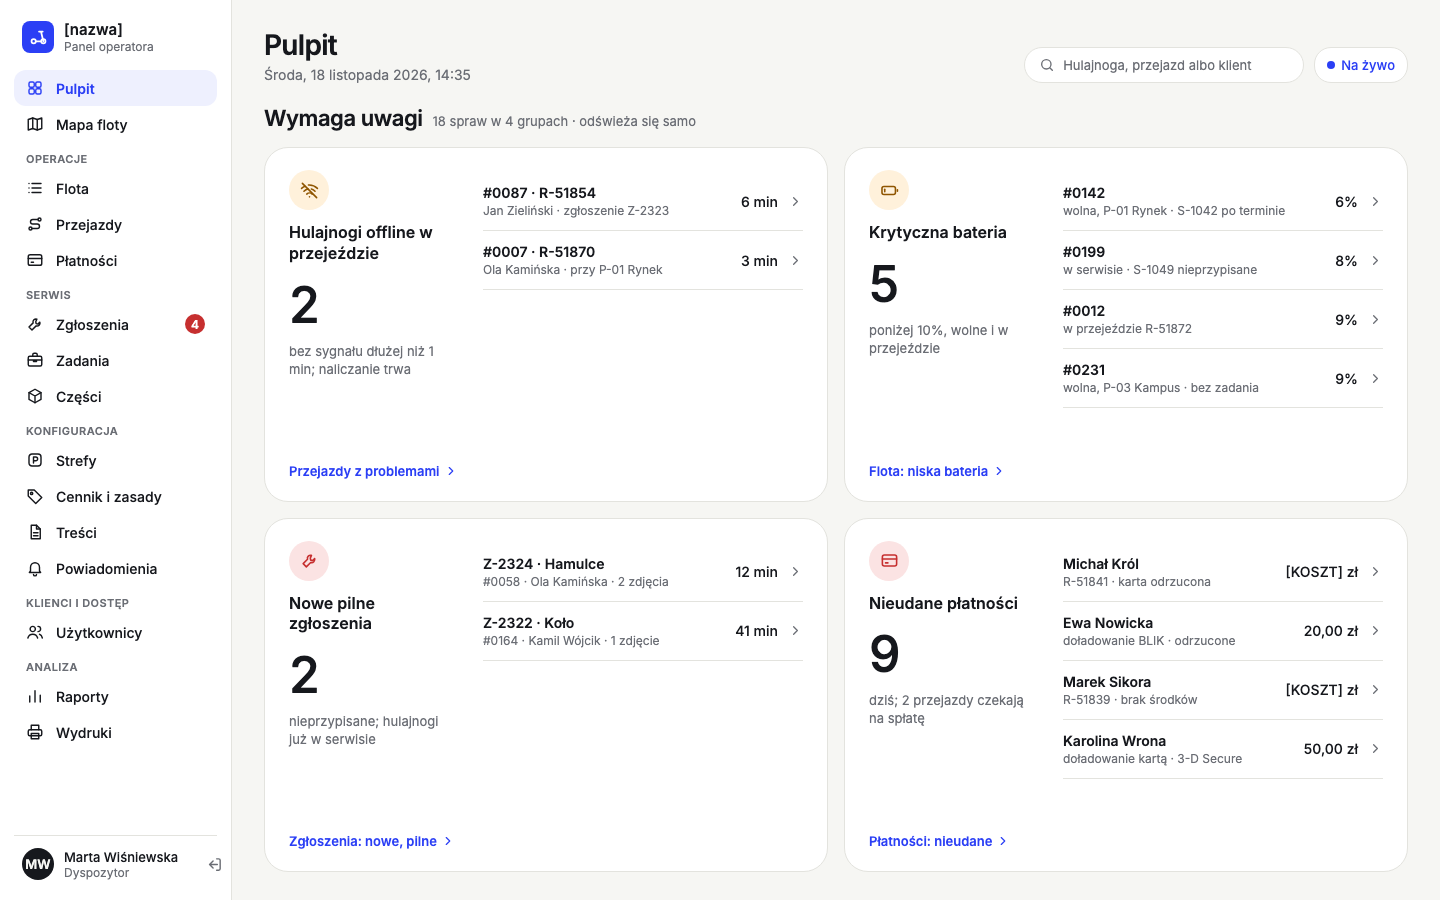 [nazwa]
Panel operatora
Pulpit
Mapa floty
OPERACJE
Flota
Przejazdy
Płatności
SERWIS
Zgłoszenia 4
Zadania
Części
KONFIGURACJA
Strefy
Cennik i zasady
Treści
Powiadomienia
KLIENCI I DOSTĘP
Użytkownicy
ANALIZA
Raporty
Wydruki
MW
Marta Wiśniewska
Dyspozytor
Pulpit
Środa, 18 listopada 2026, 14:35
Hulajnoga, przejazd albo klient
Na żywo
Wymaga uwagi 18 spraw w 4 grupach · odświeża się samo
Hulajnogi offline w
przejeździe
2
bez sygnału dłużej niż 1
min; naliczanie trwa
#0087 · R-51854
Jan Zieliński · zgłoszenie Z-2323
6 min
#0007 · R-51870
Ola Kamińska · przy P-01 Rynek
3 min
Przejazdy z problemami
Krytyczna bateria
5
poniżej 10%, wolne i w
przejeździe
#0142
wolna, P-01 Rynek · S-1042 po terminie
6%
#0199
w serwisie · S-1049 nieprzypisane
8%
#0012
w przejeździe R-51872
9%
#0231
wolna, P-03 Kampus · bez zadania
9%
Flota: niska bateria
Nowe pilne
zgłoszenia
2
nieprzypisane; hulajnogi
już w serwisie
Z-2324 · Hamulce
#0058 · Ola Kamińska · 2 zdjęcia
12 min
Z-2322 · Koło
#0164 · Kamil Wójcik · 1 zdjęcie
41 min
Zgłoszenia: nowe, pilne
Nieudane płatności
9
dziś; 2 przejazdy czekają
na spłatę
Michał Król
R-51841 · karta odrzucona
[KOSZT] zł
Ewa Nowicka
doładowanie BLIK · odrzucone
20,00 zł
Marek Sikora
R-51839 · brak środków
[KOSZT] zł
Karolina Wrona
doładowanie kartą · 3-D Secure
50,00 zł
Płatności: nieudane